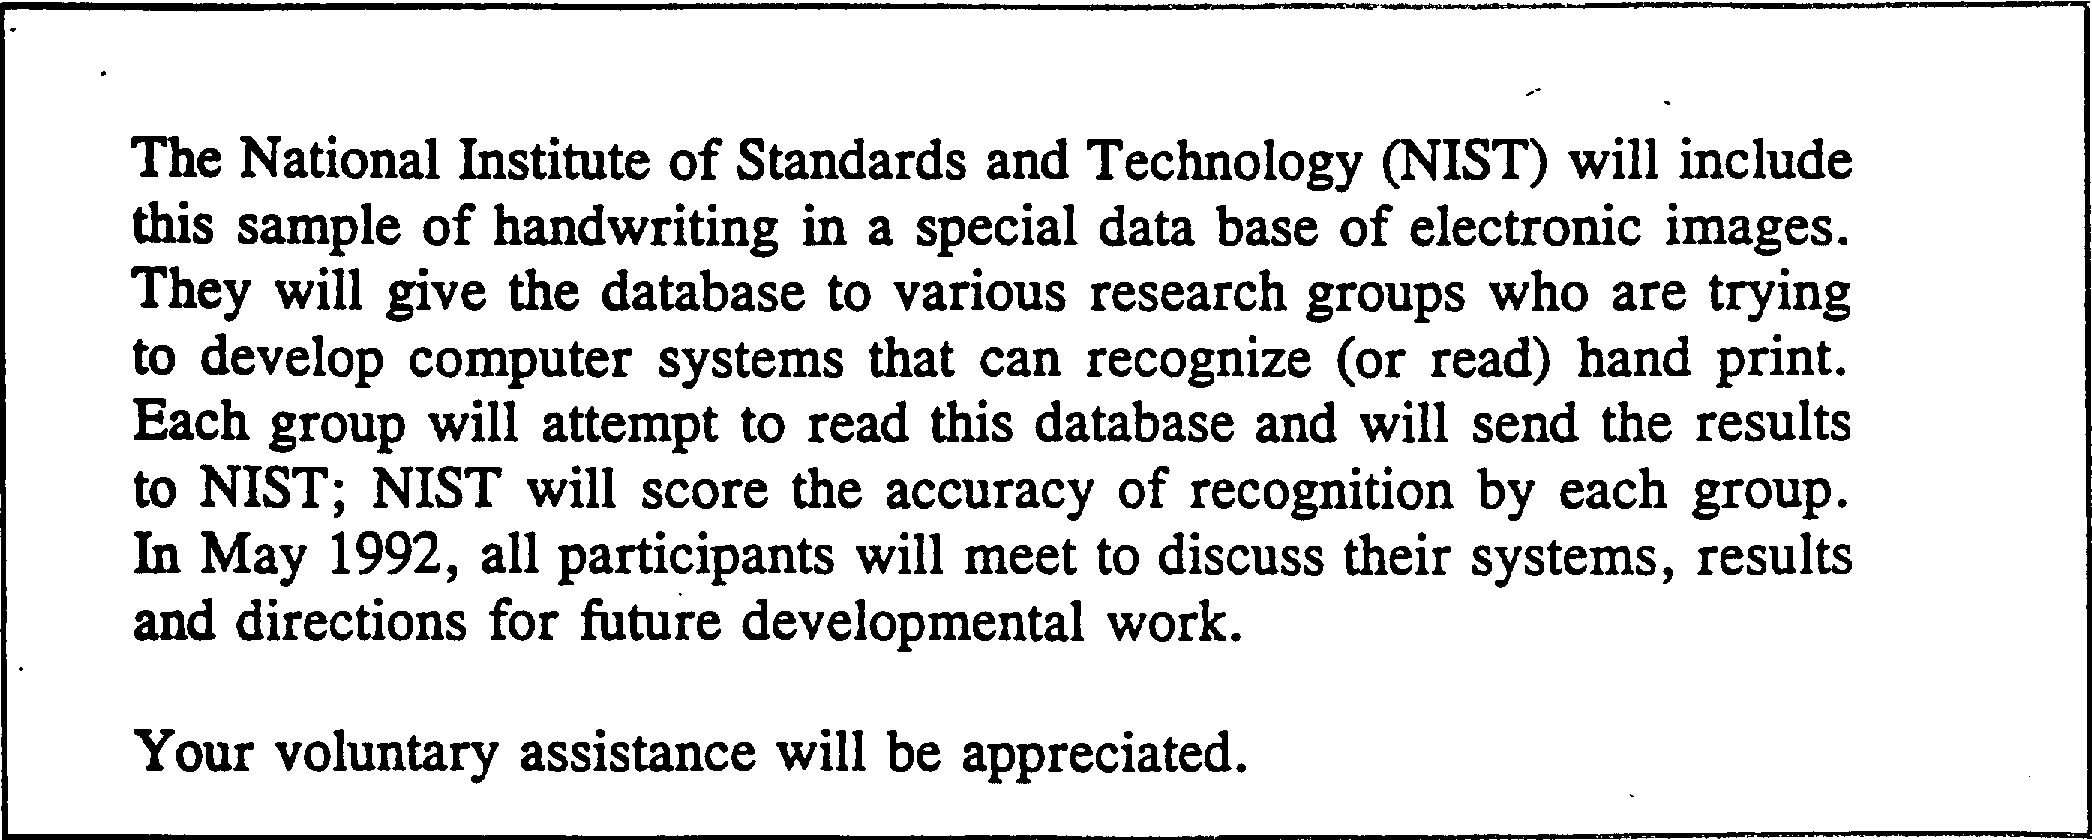 The National Institute of Standards and Technology (NIST) will include
this sample of handwriting in a special data base of electronic images.
They will give the database to various research groups who are trying
to develop computer systems that can recognize (or read) hand print.
Each group will attempt to read this database and will send the results
to NIST; NIST will score the accuracy of recognition by each group.
In May 1992, all participants will meet to discuss their systems, results
and directions for future developmental work.
Your voluntary assistance will be appreciated.